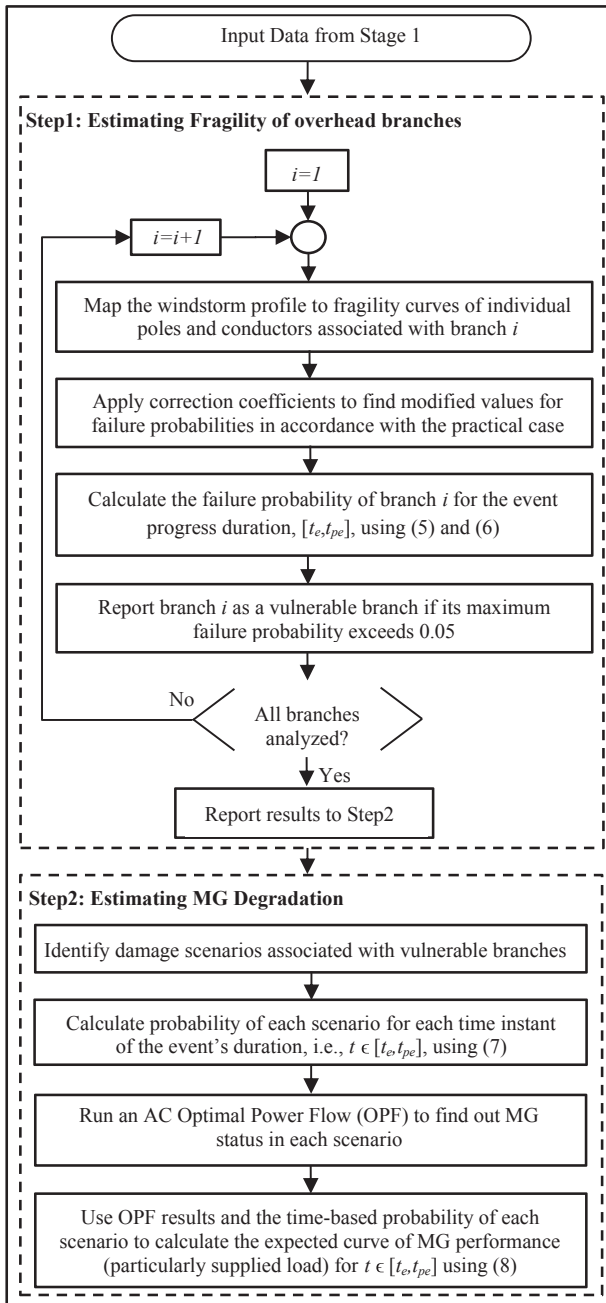 Input Data from Stage 1
Step1: Estimating Fragility of overhead branches
i=1
i=i+1
Map the windstorm profile to fragility curves of individual
poles and conductors associated with branch i
Apply correction coefficients to find modified values for
failure probabilities in accordance with the practical case
Calculate the failure probability of branch i for the event
progress duration, [te,tpe], using (5) and (6)
Report branch i as a vulnerable branch if its maximum
failure probability exceeds 0.05
No
All branches
analyzed?
Yes
Report results to Step2
Step2: Estimating MG Degradation
Identify damage scenarios associated with vulnerable branches
Calculate probability of each scenario for each time instant
of the event's duration, i.e., t ϵ [te,tpe], using (7)
Run an AC Optimal Power Flow (OPF) to find out MG
status in each scenario
Use OPF results and the time-based probability of each
scenario to calculate the expected curve of MG performance
(particularly supplied load) for t ϵ [te,tpe] using (8)